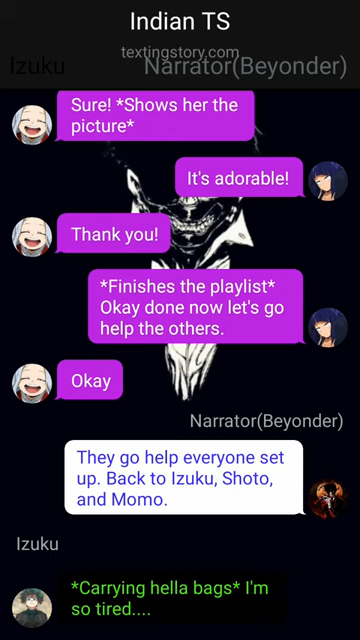 Indian TS
textingstory.com
Izuku
Narrator(Beyonder)
Sure! *Shows her the
picture*
It's adorable!
Thank you!
*Finishes the playlist*
Okay done now let's go
help the others.
Okay
Narrator(Beyonder)
They go help everyone set
up. Back to Izuku, Shoto,
and Momo.
Izuku
*Carrying hella bags* I'm
so tired....